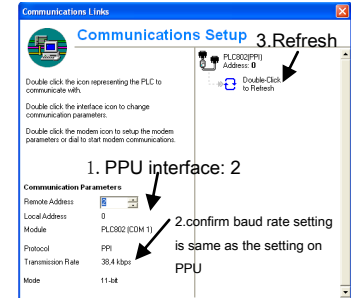 Communications Links
Communications Setup
3.Refresh
PLC802(PPI)
Address: 0
Double-Click
to Refresh
Double click the icon representing the PLC to
communicate with.
Double click the interface icon to change
communication parameters.
Double click the modem icon to setup the modem
parameters or dial to start modem communications.
1. PPU interface: 2
Communication Parameters
Remote Address 2
Local Address 0
Module PLC802 (COM 1)
Protocol PPI
Transmission Rate 38,4 kbps
Mode 11-bit
2.confirm baud rate setting
is same as the setting on
PPU